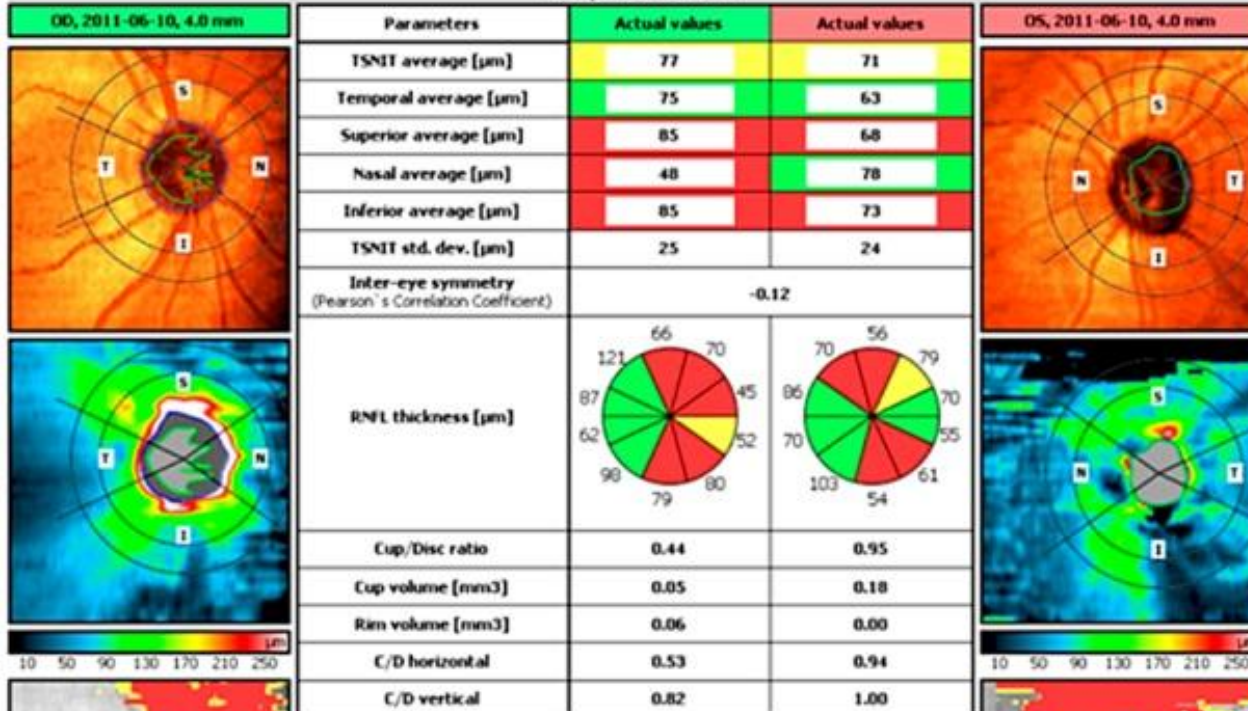 OD, 2011-06-10, 4.0 mm
Parameters Actual values Actual values
OS, 2011-06-10, 4.0 mm
TSNIT average [µm] 77 71
Temporal average [µm] 75 63
Superior average [µm] 85 68
Nasal average [µm] 48 78
Inferior average [µm] 85 73
TSNIT std. dev. [µm] 25 24
Inter-eye symmetry
(Pearson`s Correlation Coefficient) -0.12
S
T N
I
S
N T
I
RNFL thickness [µm]
66 70 45 52 80 79 98 62 87 121
56 79 70 55 61 54 103 70 86 70
S
T N
I
S
N T
I
Cup/Disc ratio 0.44 0.95
Cup volume [mm3] 0.05 0.18
Rim volume [mm3] 0.06 0.00
C/D horizontal 0.53 0.94
C/D vertical 0.82 1.00
µm
10 50 90 130 170 210 250
10 50 90 130 170 210 250